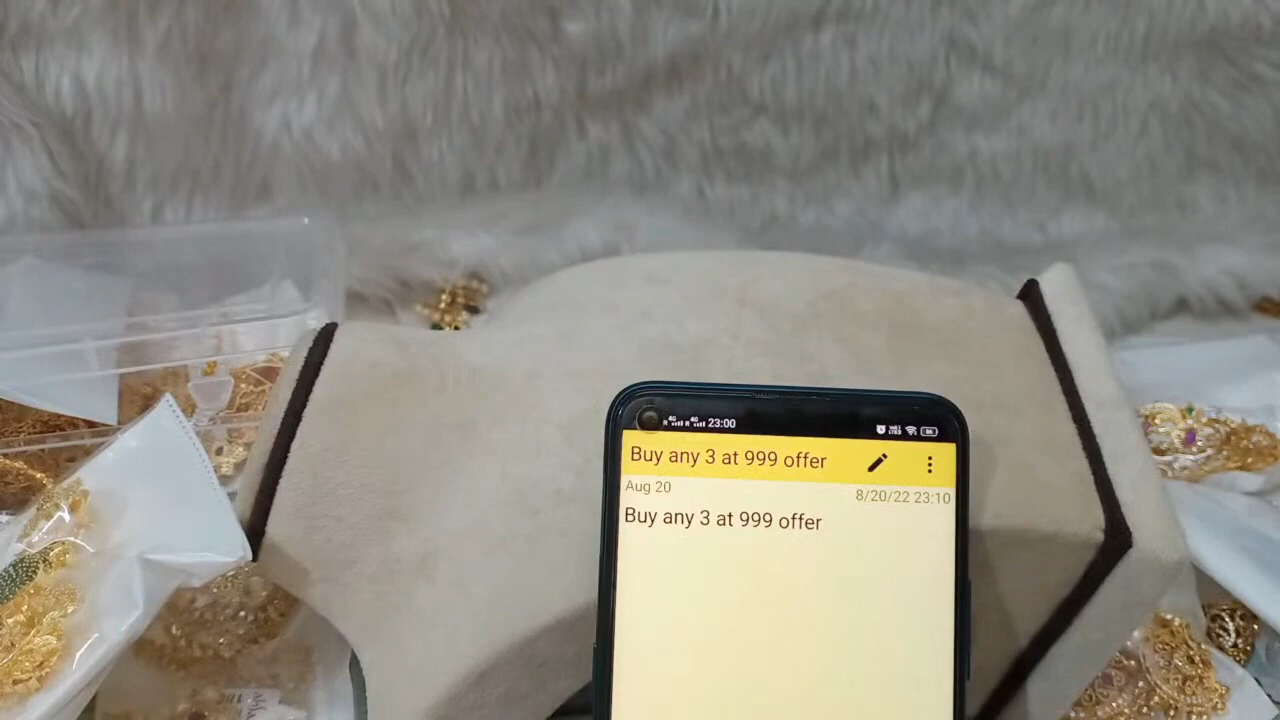 23:00
Buy any 3 at 999 offer
Aug 20
8/20/22 23:10
Buy any 3 at 999 offer